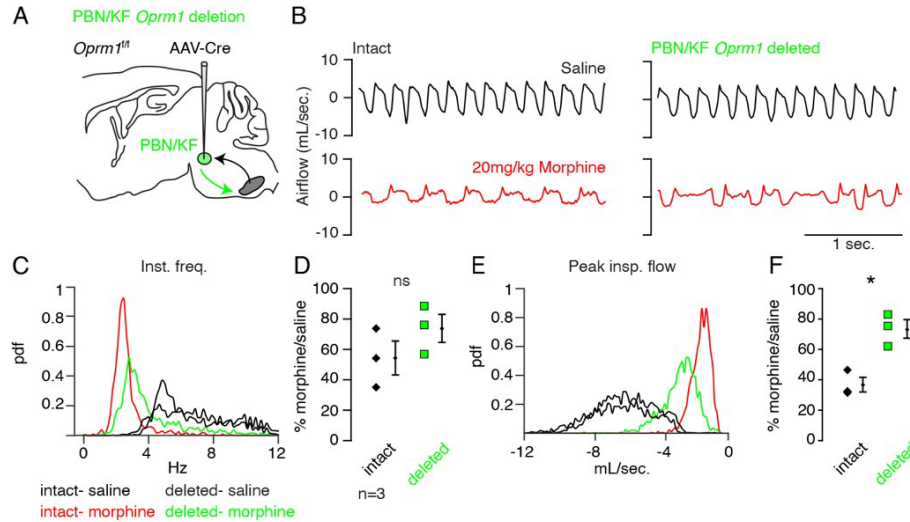 A
PBN/KF Oprm1 deletion
Oprm1f/f
AAV-Cre
PBN/KF
B
Intact
PBN/KF Oprm1 deleted
Saline
Airflow (mL/sec.)
10
0
-10
20mg/kg Morphine
10
0
-10
1 sec.
C
Inst. freq.
pdf
1
0.8
0.6
0.4
0.2
0
4
8
12
Hz
intact- saline
deleted- saline
intact- morphine
deleted- morphine
D
ns
% morphine/saline
100
80
60
40
20
0
intact
deleted
n=3
E
Peak insp. flow
pdf
1
0.8
0.6
0.4
0.2
-12
-8
-4
0
mL/sec.
F
*
% morphine/saline
100
80
60
40
20
0
intact
deleted